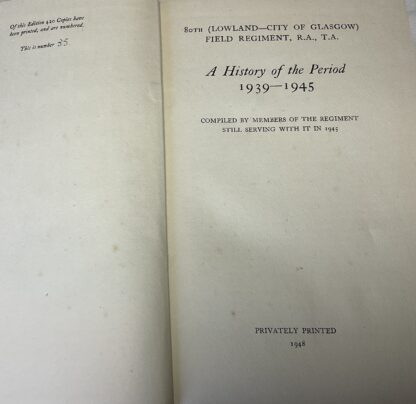 Of this Edition 420 Copies have
been printed, and are numbered.
This is number 35
80TH (LOWLAND—CITY OF GLASGOW)
FIELD REGIMENT, R.A., T.A.
A History of the Period
1939—1945
COMPILED BY MEMBERS OF THE REGIMENT
STILL SERVING WITH IT IN 1945
PRIVATELY PRINTED
1948